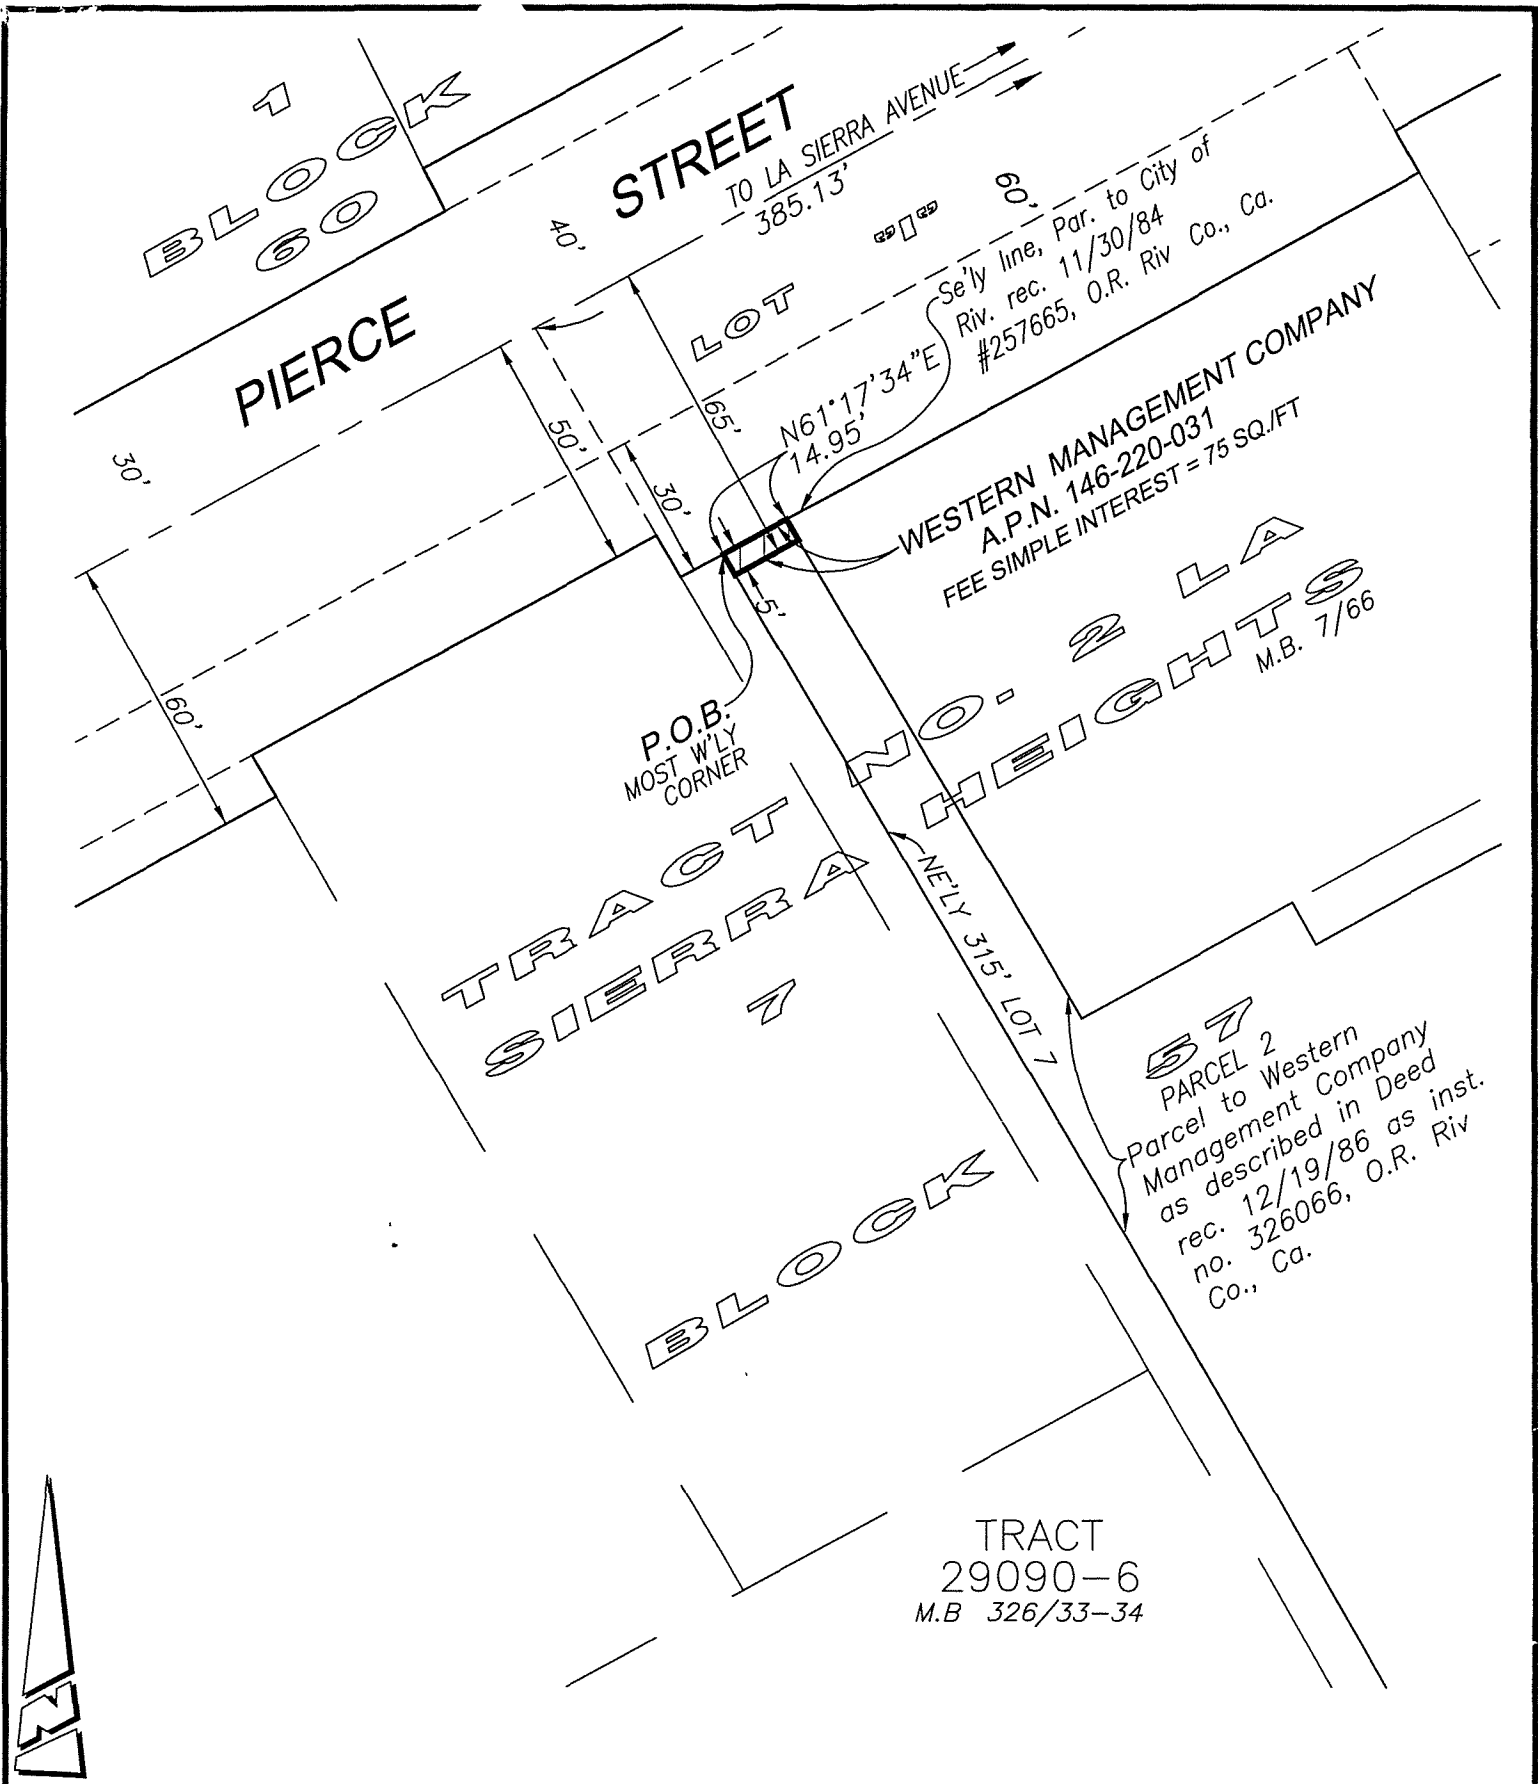 1
BLOCK
60
PIERCE
STREET
TO LA SIERRA AVENUE
385.13'
40'
60'
LOT "I"
Se'ly line, Par. to City of
Riv. rec. 11/30/84
#257665, O.R. Riv Co., Ca.
N61°17'34"E
14.95'
30'
50'
65'
30'
60'
5'
WESTERN MANAGEMENT COMPANY
A.P.N. 146-220-031
FEE SIMPLE INTEREST = 75 SQ./FT
P.O.B.
MOST W'LY
CORNER
TRACT NO. 2 LA
SIERRA HEIGHTS
M.B. 7/66
7
NE'LY 315' LOT 7
BLOCK 57
PARCEL 2
Parcel to Western
Management Company
as described in Deed
rec. 12/19/86 as inst.
no. 326066, O.R. Riv
Co., Ca.
TRACT
29090-6
M.B 326/33-34
N